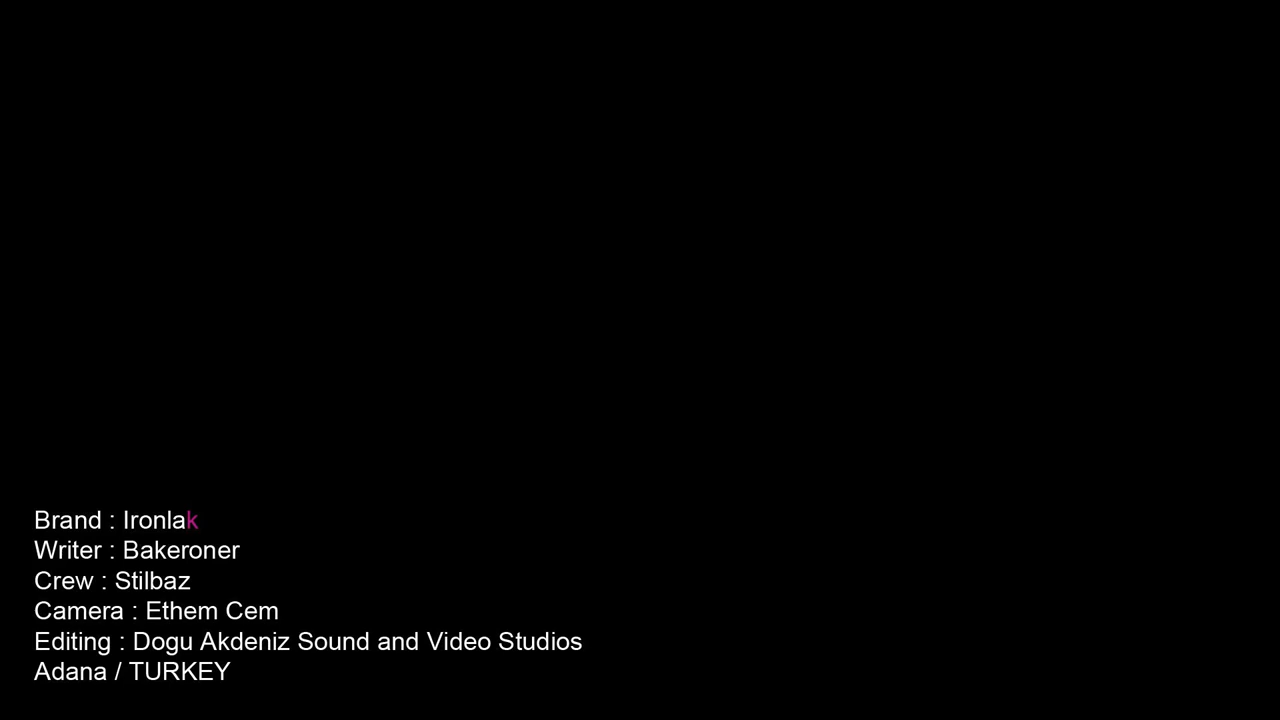 Brand : Ironlak
Writer : Bakeroner
Crew : Stilbaz
Camera : Ethem Cem
Editing : Dogu Akdeniz Sound and Video Studios
Adana / TURKEY